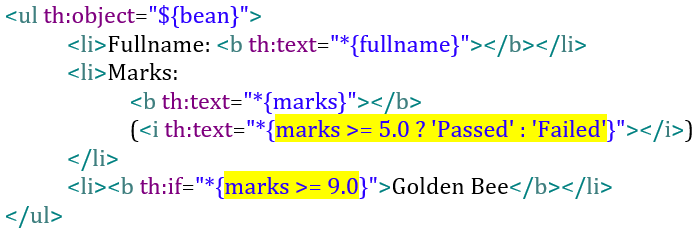 <ul th:object="${bean}">
<li>Fullname: <b th:text="*{fullname}"></b></li>
<li>Marks:
<b th:text="*{marks}"></b>
(<i th:text="*{marks >= 5.0 ? 'Passed' : 'Failed'}"></i>)
</li>
<li><b th:if="*{marks >= 9.0}">Golden Bee</b></li>
</ul>